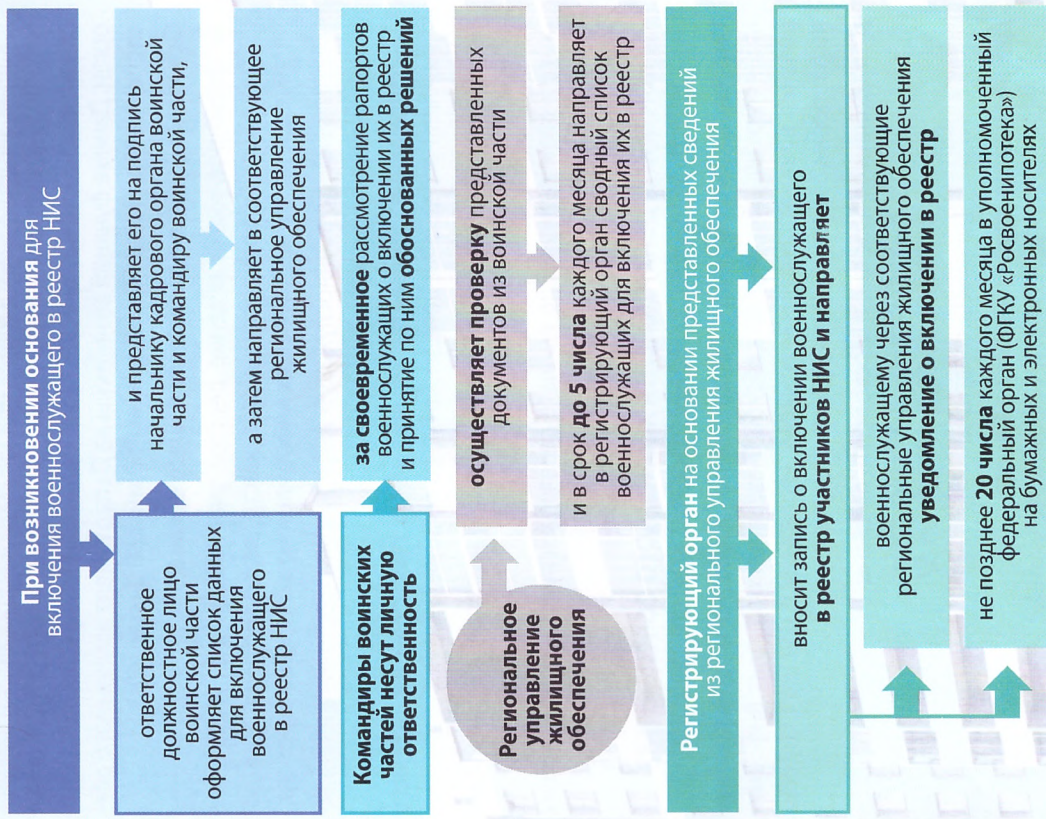 При возникновении основания для
включения военнослужащего в реестр НИС
ответственное
должностное лицо
воинской части
оформляет список данных
для включения
военнослужащего
в реестр НИС
и представляет его на подпись
начальнику кадрового органа воинской
части и командиру воинской части,
а затем направляет в соответствующее
региональное управление
жилищного обеспечения
Командиры воинских
частей несут личную
ответственность
за своевременное рассмотрение рапортов
военнослужащих о включении их в реестр
и принятие по ним обоснованных решений
Региональное
управление
жилищного
обеспечения
осуществляет проверку представленных
документов из воинской части
и в срок до 5 числа каждого месяца направляет
в регистрирующий орган сводный список
военнослужащих для включения их в реестр
Регистрирующий орган на основании представленных сведений
из регионального управления жилищного обеспечения
вносит запись о включении военнослужащего
в реестр участников НИС и направляет
военнослужащему через соответствующие
региональные управления жилищного обеспечения
уведомление о включении в реестр
не позднее 20 числа каждого месяца в уполномоченный
федеральный орган (ФГКУ «Росвоенипотека»)
на бумажных и электронных носителях